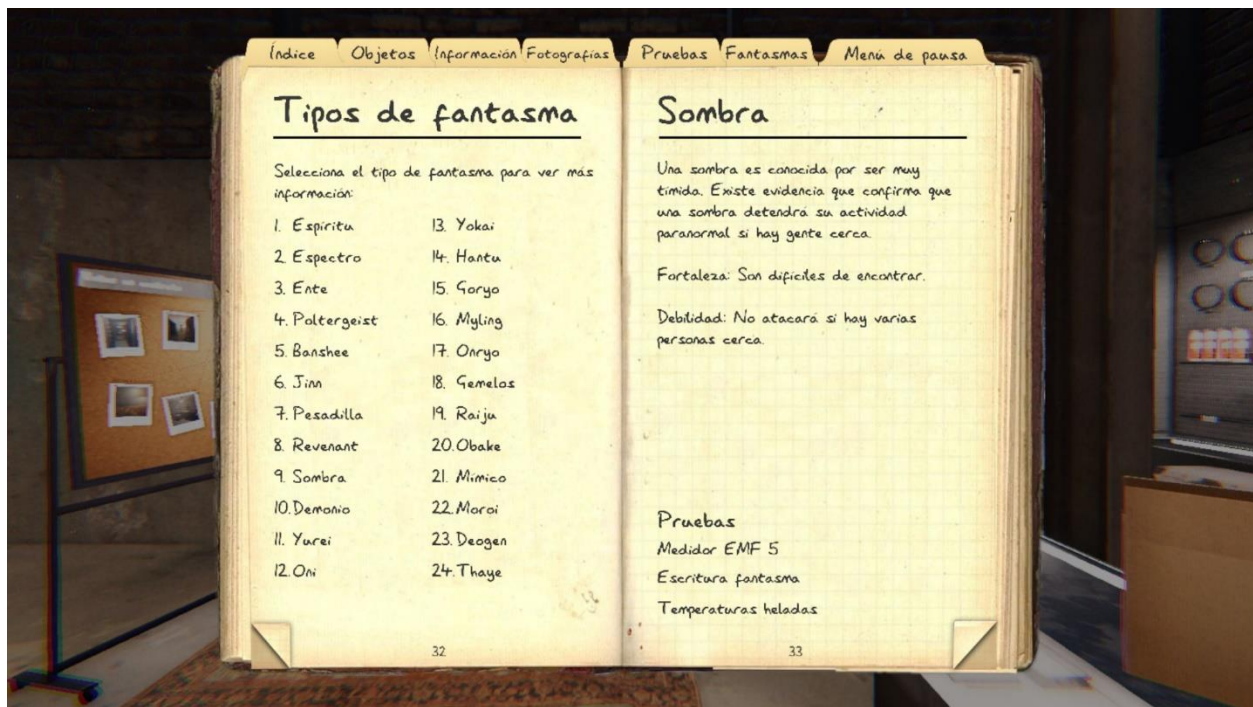 Índice Objetos Información Fotografías Pruebas Fantasmas Menú de pausa
Tipos de fantasma
Selecciona el tipo de fantasma para ver más
información:
1. Espíritu
2. Espectro
3. Ente
4. Poltergeist
5. Banshee
6. Jinn
7. Pesadilla
8. Revenant
9. Sombra
10. Demonio
11. Yurei
12. Oni
13. Yokai
14. Hantu
15. Goryo
16. Myling
17. Onryo
18. Gemelos
19. Raiju
20. Obake
21. Mímico
22. Moroi
23. Deogen
24. Thaye
32
Sombra
Una sombra es conocida por ser muy
tímida. Existe evidencia que confirma que
una sombra detendrá su actividad
paranormal si hay gente cerca.
Fortaleza: Son difíciles de encontrar.
Debilidad: No atacará si hay varias
personas cerca.
Pruebas
Medidor EMF 5
Escritura fantasma
Temperaturas heladas
33